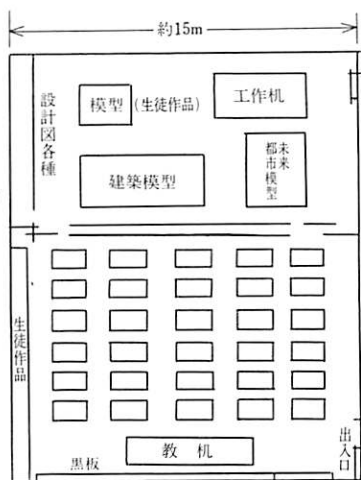 約15m
設計図各種
模型
(生徒作品)
工作机
建築模型
未来
都市模型
生徒作品
教机
黒板
出入口